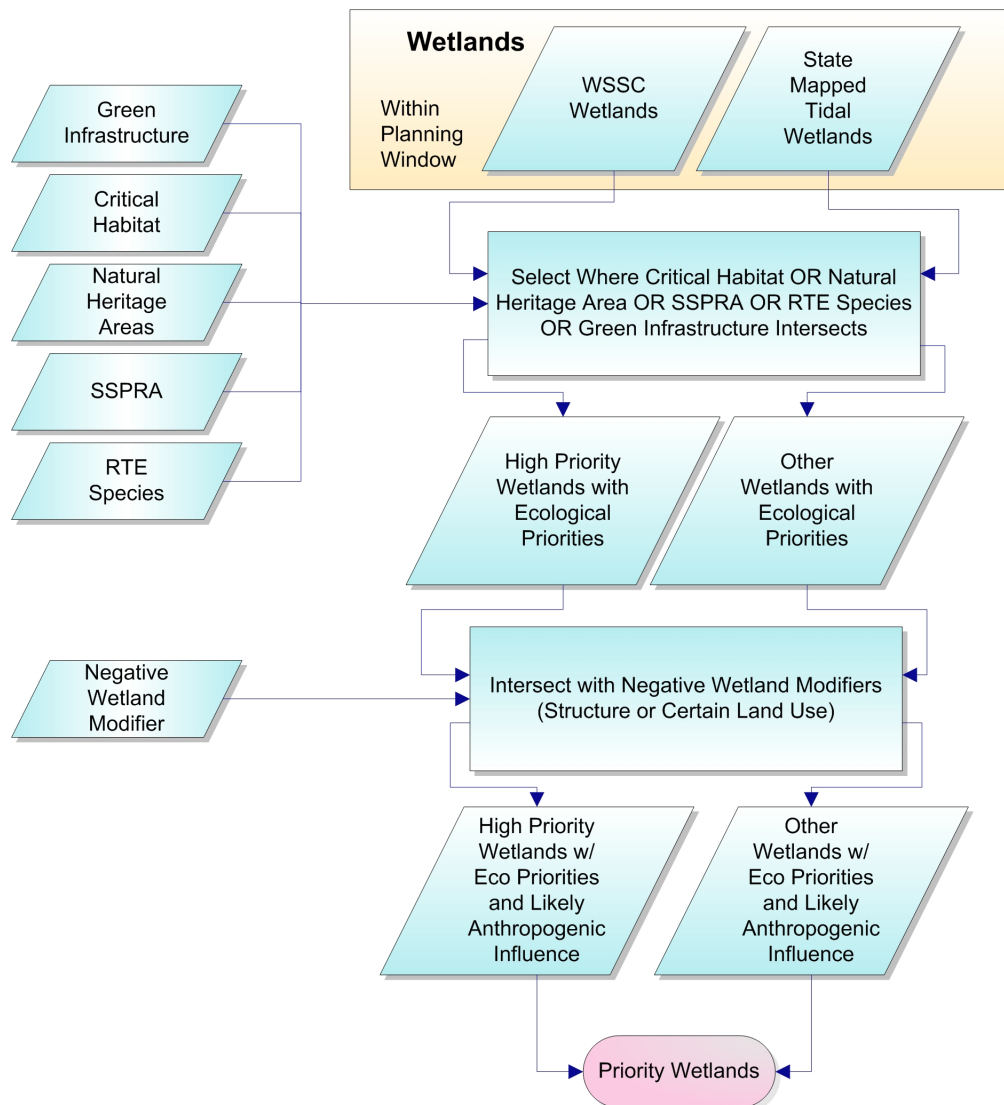 Wetlands
Within
Planning
Window
WSSC
Wetlands
State
Mapped
Tidal
Wetlands
Green
Infrastructure
Critical
Habitat
Natural
Heritage
Areas
SSPRA
RTE
Species
Select Where Critical Habitat OR Natural
Heritage Area OR SSPRA OR RTE Species
OR Green Infrastructure Intersects
High Priority
Wetlands with
Ecological
Priorities
Other
Wetlands with
Ecological
Priorities
Negative
Wetland
Modifier
Intersect with Negative Wetland Modifiers
(Structure or Certain Land Use)
High Priority
Wetlands w/
Eco Priorities
and Likely
Anthropogenic
Influence
Other
Wetlands w/
Eco Priorities
and Likely
Anthropogenic
Influence
Priority Wetlands